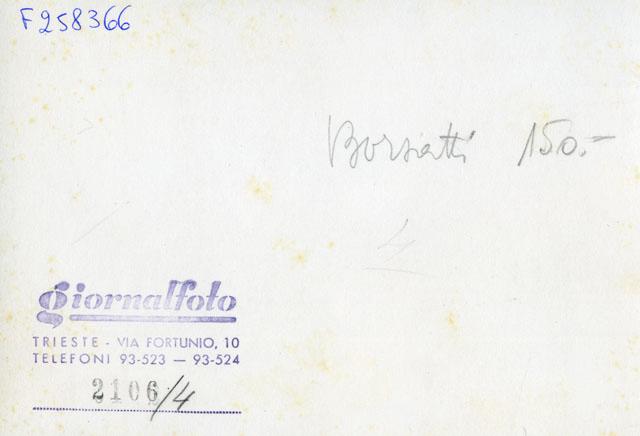 F258366
Borsatti 150.-
4
giornalfoto
TRIESTE - VIA FORTUNIO, 10
TELEFONI 93-523 — 93-524
2106/4